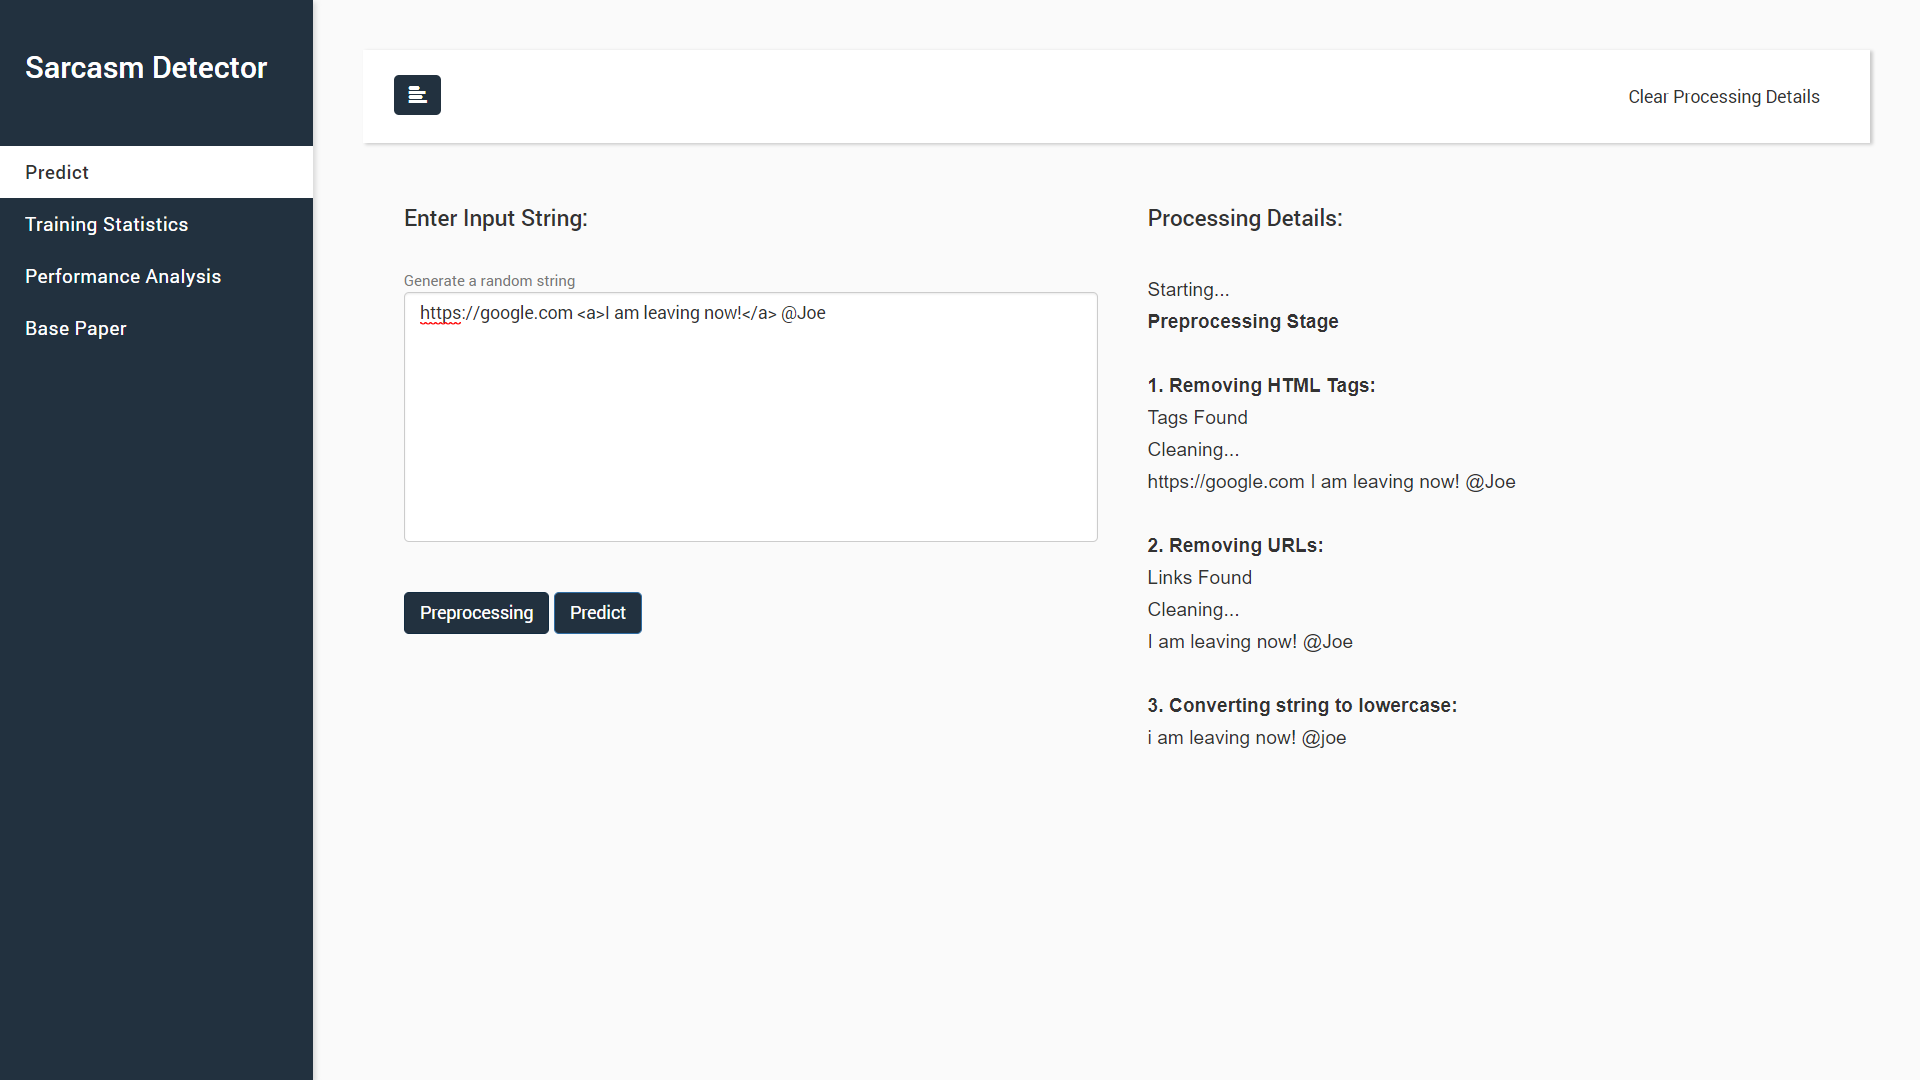 Sarcasm Detector
Predict
Training Statistics
Performance Analysis
Base Paper
Clear Processing Details
Enter Input String:
Generate a random string
https://google.com <a>I am leaving now!</a> @Joe
Preprocessing
Predict
Processing Details:
Starting...
Preprocessing Stage
1. Removing HTML Tags:
Tags Found
Cleaning...
https://google.com I am leaving now! @Joe
2. Removing URLs:
Links Found
Cleaning...
I am leaving now! @Joe
3. Converting string to lowercase:
i am leaving now! @joe